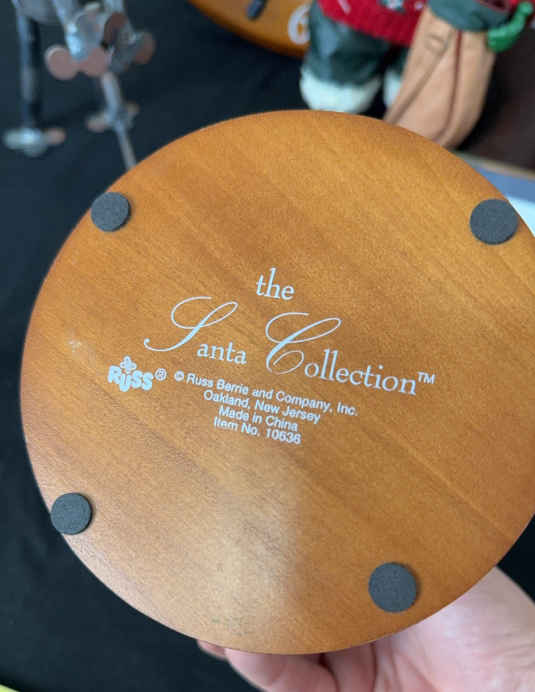 the
Santa Collection™
RUSS® © Russ Berrie and Company, Inc.
Oakland, New Jersey
Made in China
Item No. 10636